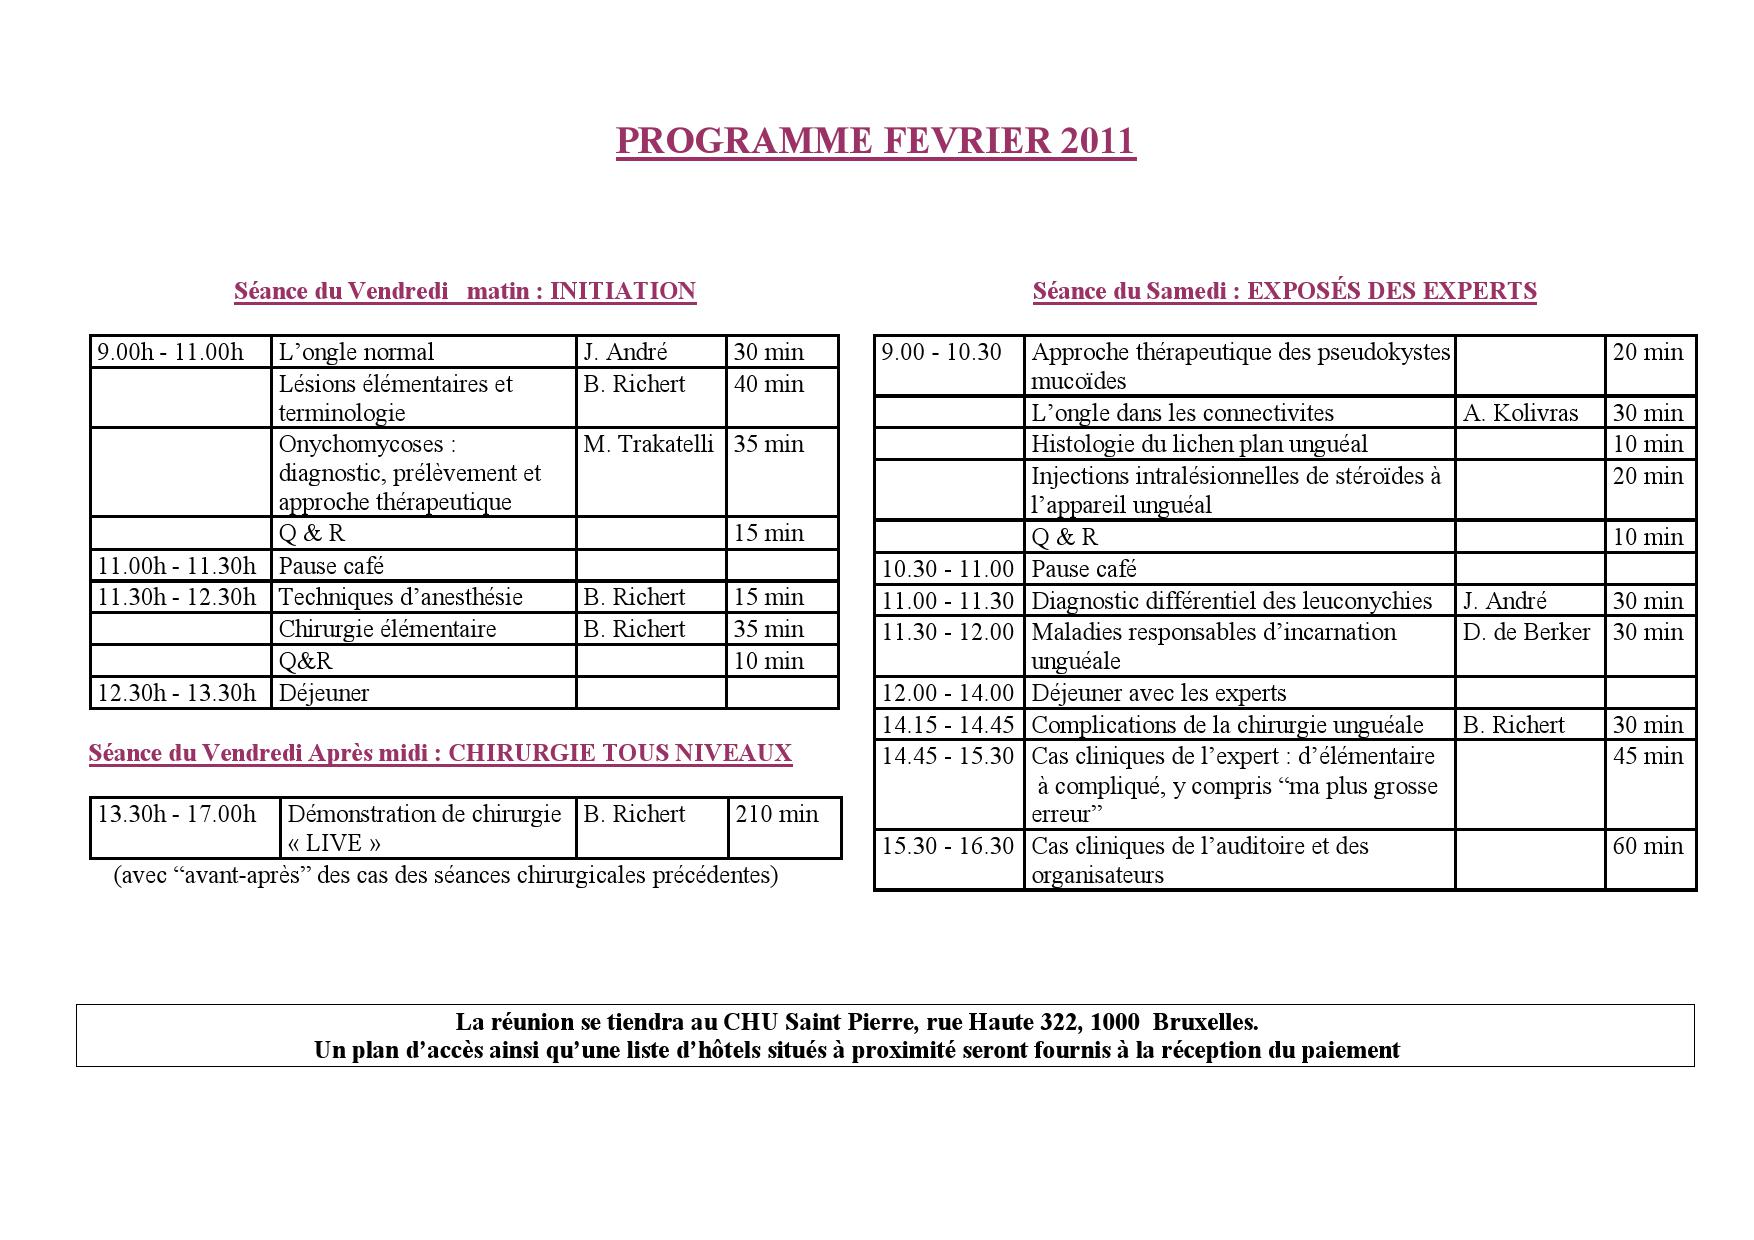 PROGRAMME FEVRIER 2011
Séance du Vendredi matin : INITIATION
9.00h - 11.00h L’ongle normal J. André 30 min
Lésions élémentaires et B. Richert 40 min
terminologie
Onychomycoses : M. Trakatelli 35 min
diagnostic, prélèvement et
approche thérapeutique
Q & R 15 min
11.00h - 11.30h Pause café
11.30h - 12.30h Techniques d’anesthésie B. Richert 15 min
Chirurgie élémentaire B. Richert 35 min
Q&R 10 min
12.30h - 13.30h Déjeuner
Séance du Vendredi Après midi : CHIRURGIE TOUS NIVEAUX
13.30h - 17.00h Démonstration de chirurgie B. Richert 210 min
« LIVE »
(avec “avant-après” des cas des séances chirurgicales précédentes)
Séance du Samedi : EXPOSÉS DES EXPERTS
9.00 - 10.30 Approche thérapeutique des pseudokystes 20 min
mucoïdes
L’ongle dans les connectivites A. Kolivras 30 min
Histologie du lichen plan unguéal 10 min
Injections intralésionnelles de stéroïdes à 20 min
l’appareil unguéal
Q & R 10 min
10.30 - 11.00 Pause café
11.00 - 11.30 Diagnostic différentiel des leuconychies J. André 30 min
11.30 - 12.00 Maladies responsables d’incarnation D. de Berker 30 min
unguéale
12.00 - 14.00 Déjeuner avec les experts
14.15 - 14.45 Complications de la chirurgie unguéale B. Richert 30 min
14.45 - 15.30 Cas cliniques de l’expert : d’élémentaire 45 min
à compliqué, y compris “ma plus grosse
erreur”
15.30 - 16.30 Cas cliniques de l’auditoire et des 60 min
organisateurs
La réunion se tiendra au CHU Saint Pierre, rue Haute 322, 1000 Bruxelles.
Un plan d’accès ainsi qu’une liste d’hôtels situés à proximité seront fournis à la réception du paiement